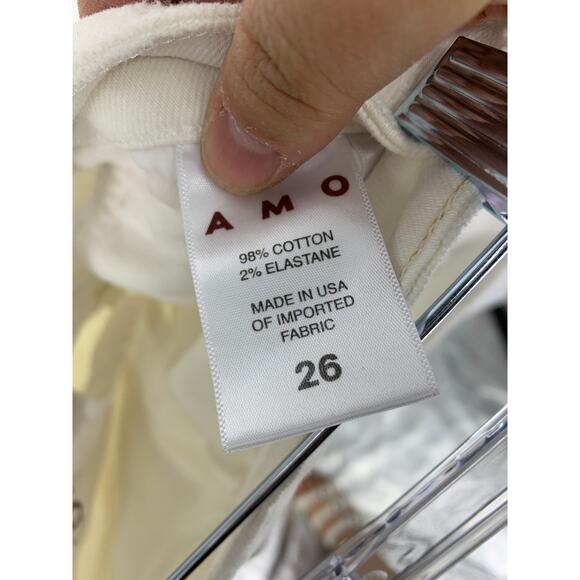 AMO
98% COTTON
2% ELASTANE
MADE IN USA
OF IMPORTED
FABRIC
26